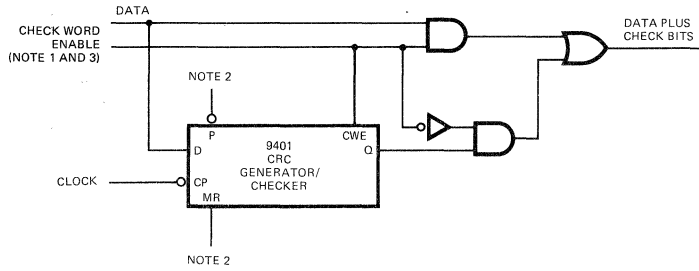 DATA
CHECK WORD
ENABLE
(NOTE 1 AND 3)
DATA PLUS
CHECK BITS
NOTE 2
P
CWE
D
9401
CRC
GENERATOR/
CHECKER
Q
CLOCK
CP
MR
NOTE 2